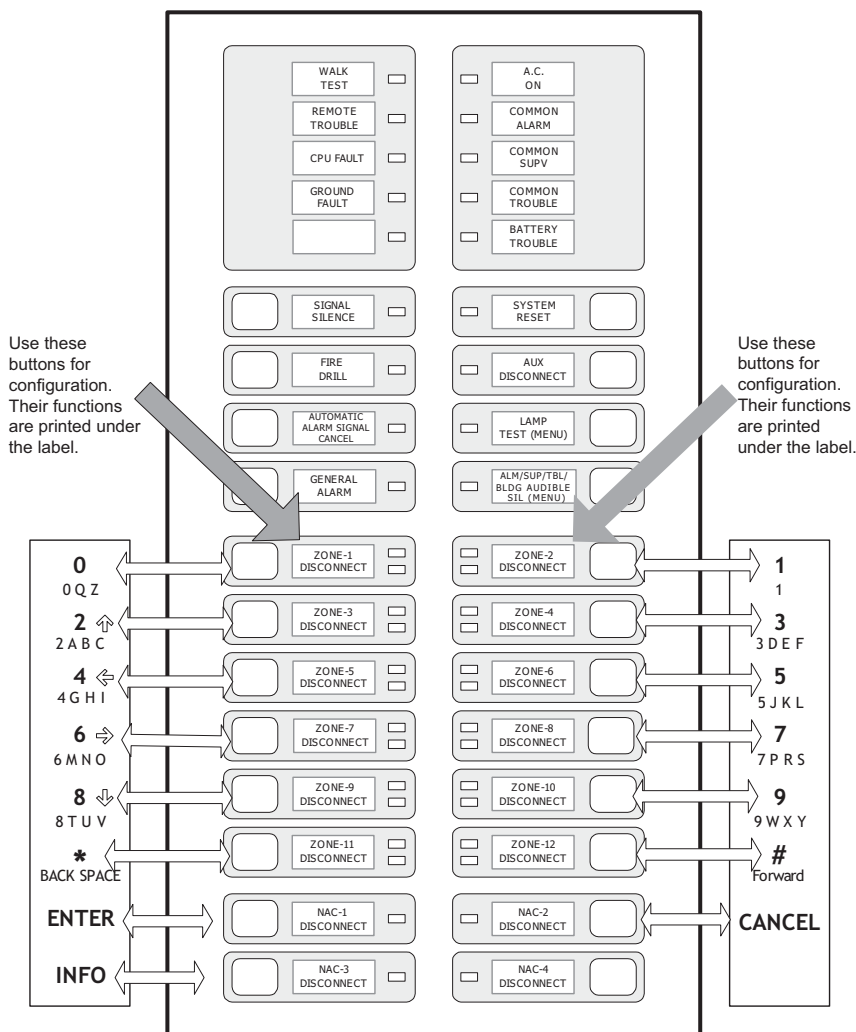 WALK
TEST
REMOTE
TROUBLE
CPU FAULT
GROUND
FAULT
A.C.
ON
COMMON
ALARM
COMMON
SUPV
COMMON
TROUBLE
BATTERY
TROUBLE
SIGNAL
SILENCE
SYSTEM
RESET
FIRE
DRILL
AUX
DISCONNECT
AUTOMATIC
ALARM SIGNAL
CANCEL
LAMP
TEST (MENU)
GENERAL
ALARM
ALM/SUP/TBL/
BLDG AUDIBLE
SIL (MENU)
Use these
buttons for
configuration.
Their functions
are printed under
the label.
Use these
buttons for
configuration.
Their functions
are printed
under the label.
0
0 Q Z
ZONE-1
DISCONNECT
ZONE-2
DISCONNECT
1
1
2
2 A B C
ZONE-3
DISCONNECT
ZONE-4
DISCONNECT
3
3 D E F
4
4 G H I
ZONE-5
DISCONNECT
ZONE-6
DISCONNECT
5
5 J K L
6
6 M N O
ZONE-7
DISCONNECT
ZONE-8
DISCONNECT
7
7 P R S
8
8 T U V
ZONE-9
DISCONNECT
ZONE-10
DISCONNECT
9
9 W X Y
*
BACK SPACE
ZONE-11
DISCONNECT
ZONE-12
DISCONNECT
#
Forward
ENTER
NAC-1
DISCONNECT
NAC-2
DISCONNECT
CANCEL
INFO
NAC-3
DISCONNECT
NAC-4
DISCONNECT